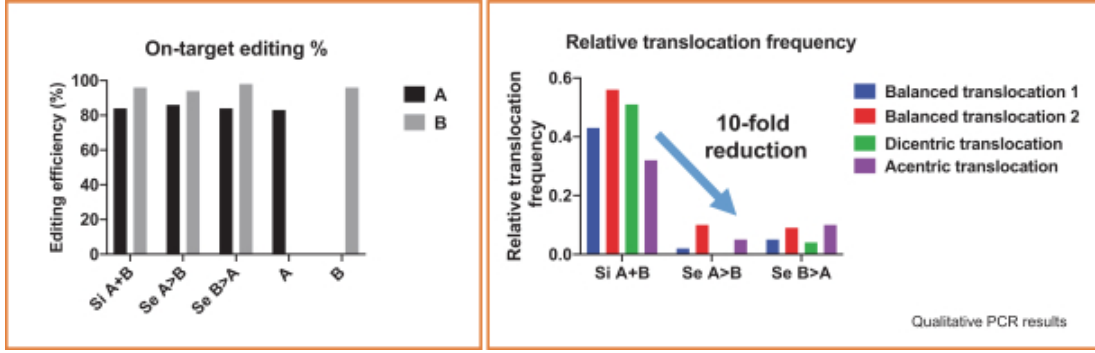 On-target editing %
Editing efficiency (%)
100
80
60
40
20
0
Si A+B
Se A>B
Se B>A
A
B
A
B
Relative translocation frequency
Relative translocation
frequency
0.6
0.4
0.2
0.0
Si A+B
Se A>B
Se B>A
10-fold
reduction
Balanced translocation 1
Balanced translocation 2
Dicentric translocation
Acentric translocation
Qualitative PCR results